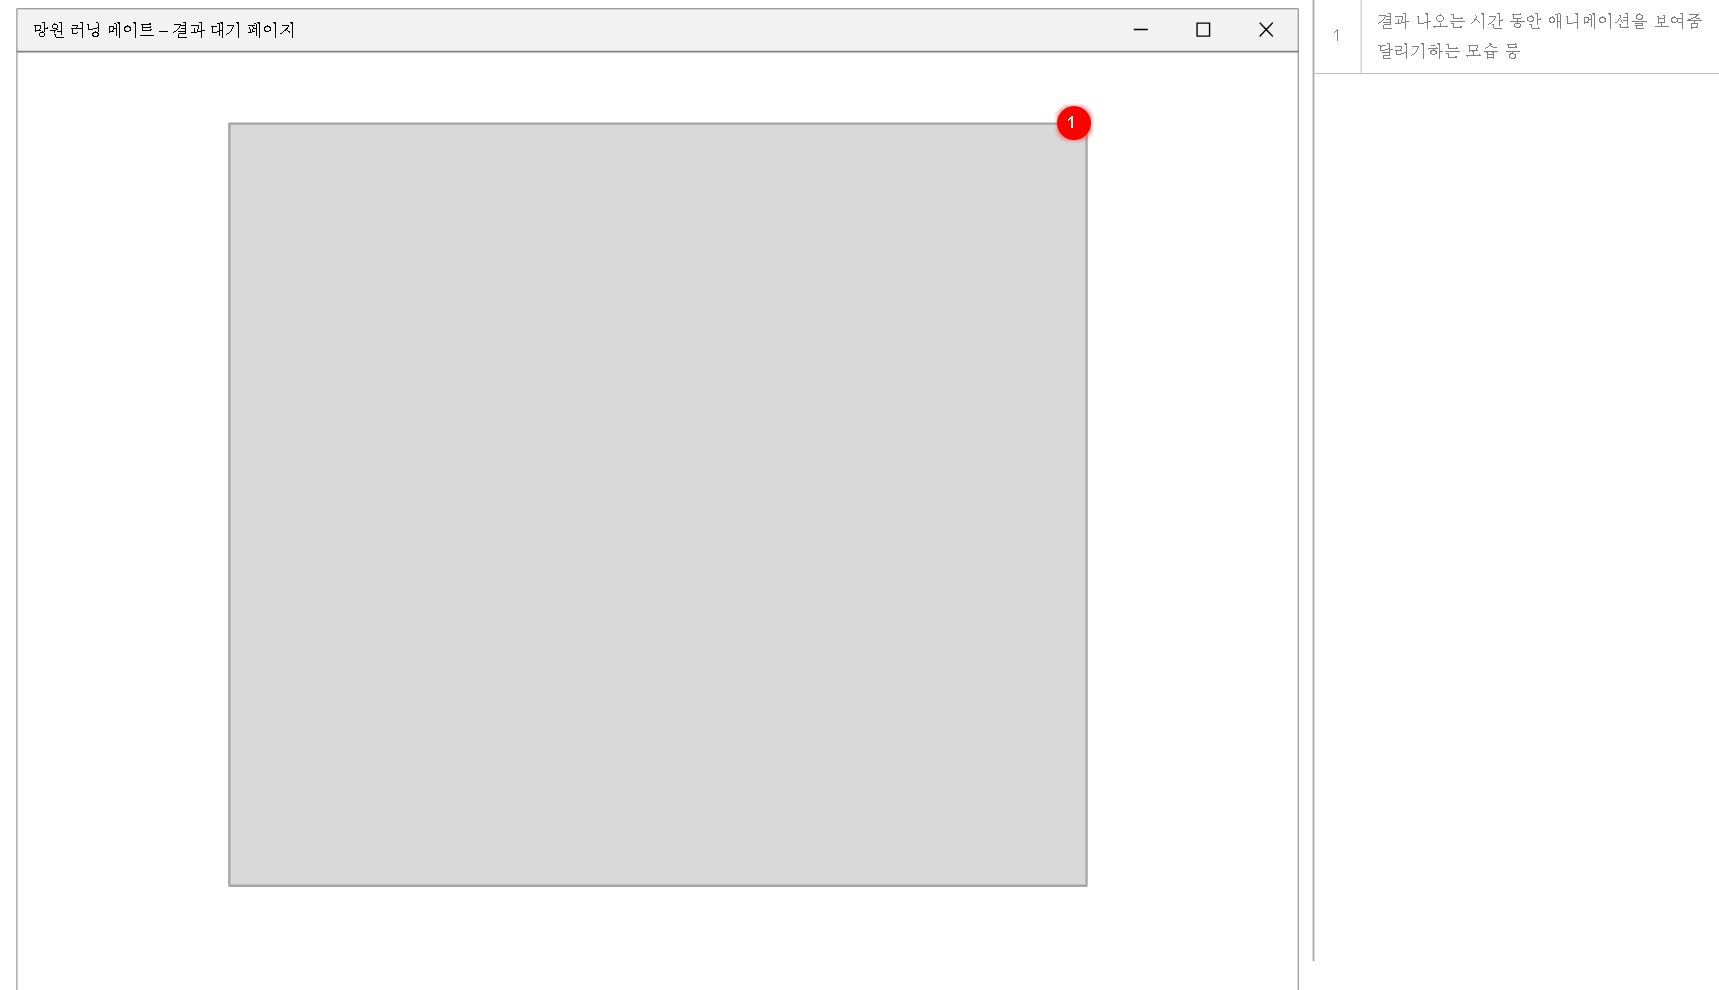 망원 러닝 메이트 – 결과 대기 페이지
1
1
결과 나오는 시간 동안 애니메이션을 보여줌
달리기하는 모습 등